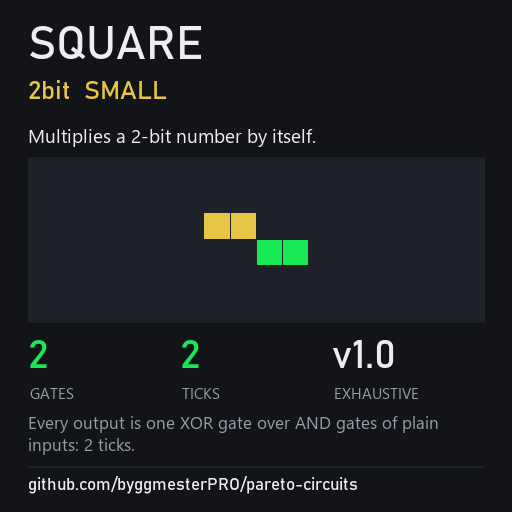 SQUARE
2bit SMALL
Multiplies a 2-bit number by itself.
2 2 v1.0
GATES TICKS EXHAUSTIVE
Every output is one XOR gate over AND gates of plain
inputs: 2 ticks.
github.com/byggmesterPRO/pareto-circuits